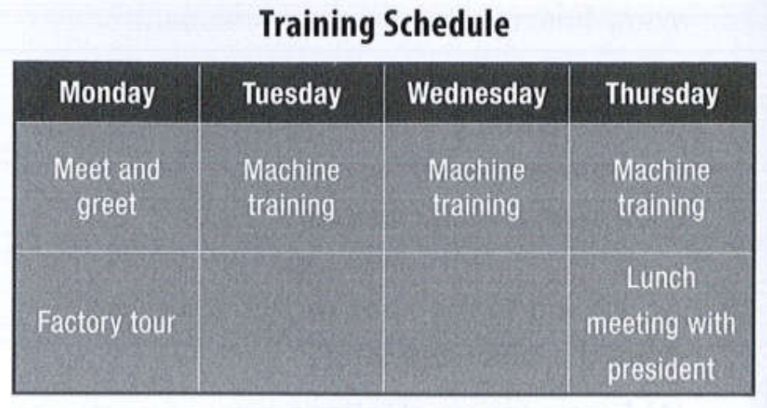 Training Schedule
Monday Tuesday Wednesday Thursday
Meet and greet Machine training Machine training Machine training
Factory tour Lunch meeting with president